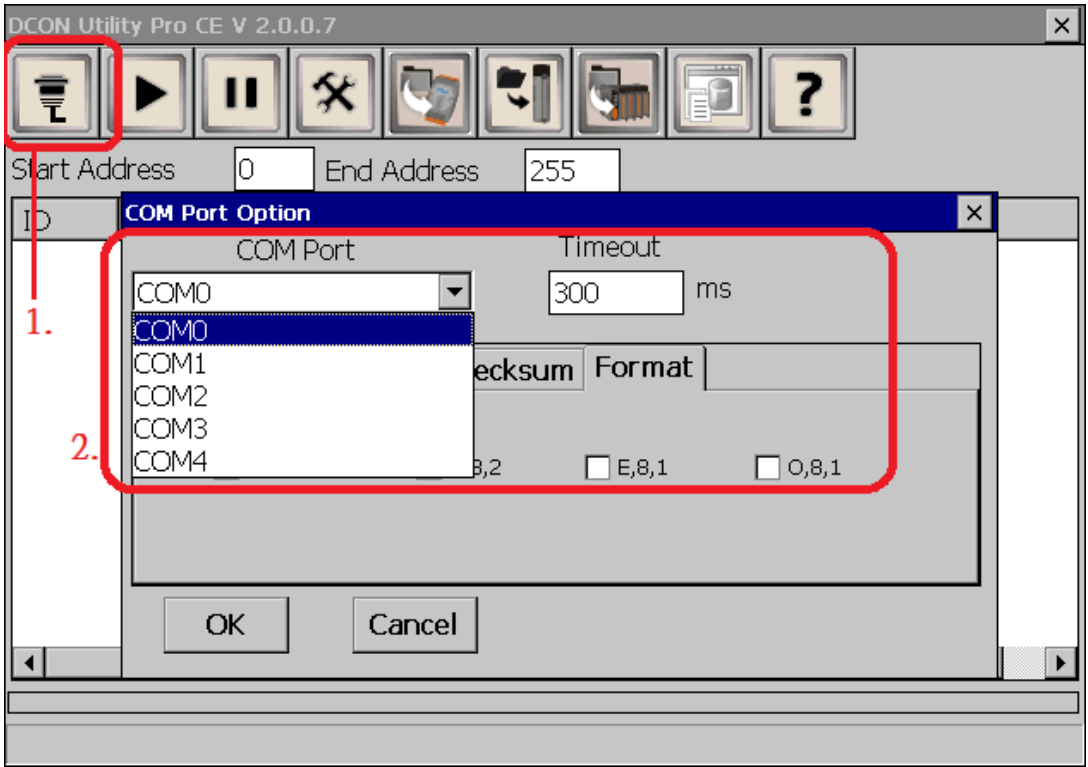 DCON Utility Pro CE V 2.0.0.7
?
Start Address 0 End Address 255
ID
COM Port Option
COM Port Timeout
COM0 300 ms
1.
COM0
COM1
COM2
COM3
COM4
ecksum Format
2.
8,2 E,8,1 O,8,1
OK Cancel